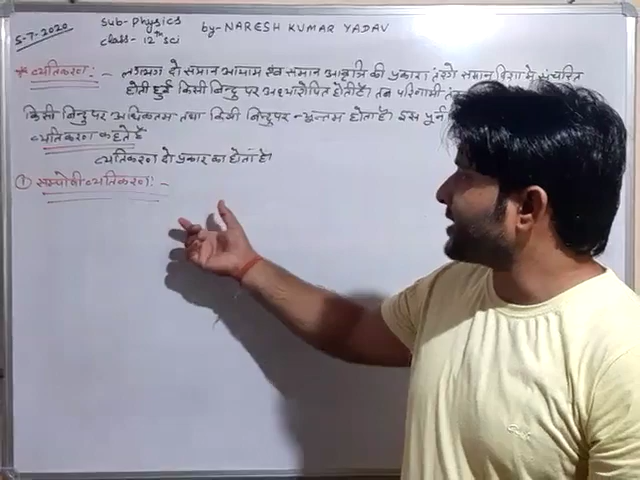 5-7-2020
Sub-Physics
by-NARESH KUMAR YADAV
Class- 12th sci
* व्यतिकरण :- लगभग दो समान आयाम एवं समान आवृत्ति की प्रकाश तरंगे समान दिशा मे संचरित
होती हुई किसी बिन्दु पर अध्यारोपित होती हैं। तब परिणामी
किसी बिन्दु पर अधिकतम तथा किसी बिन्दु पर न्यूनतम होता है। इस
व्यतिकरण कहते हैं
व्यतिकरण दो प्रकार का होता है।
① सम्पोषी व्यतिकरण :-